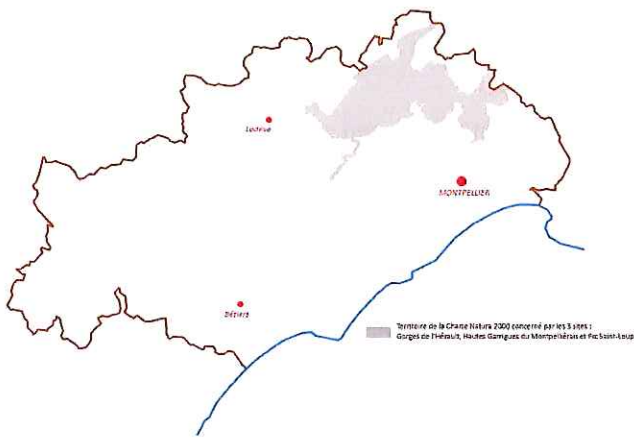 Lodève
MONTPELLIER
Béziers
Territoire de la Charte Natura 2000 concerné par les 3 sites :
Gorges de l'Hérault, Hautes Garrigues du Montpelliérais et Pic Saint-Loup